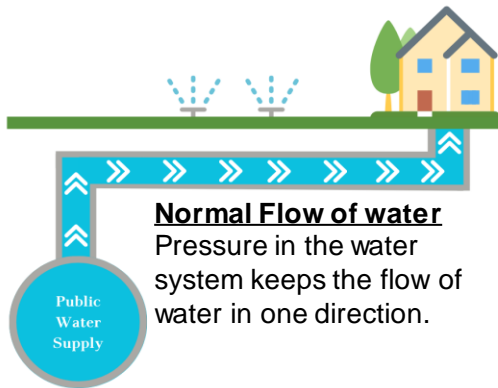 Normal Flow of water
Pressure in the water
system keeps the flow of
water in one direction.
Public
Water
Supply